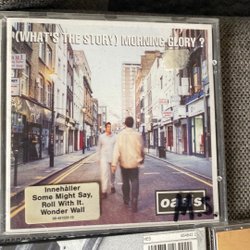 (WHAT'S THE STORY) MORNING GLORY?
Innehåller
Some Might Say,
Roll With It.
Wonder Wall
oasis